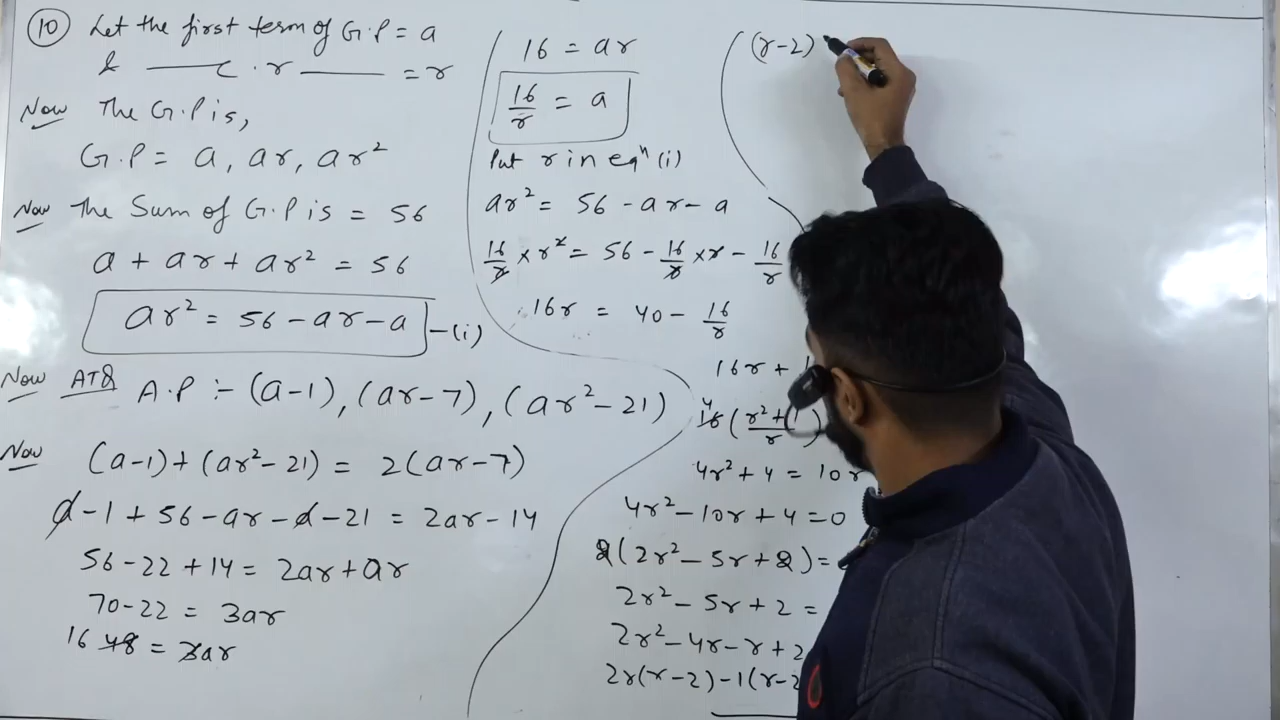 (10) Let the first term of G.P = a
& —— c . r —— = r
Now The G.P is,
G.P = a, ar, ar²
Now The Sum of G.P is = 56
a + ar + ar² = 56
ar² = 56 - ar - a —(i)
Now ATQ A.P :- (a-1), (ar-7), (ar²-21)
Now (a-1) + (ar²-21) = 2(ar-7)
a-1 + 56-ar-a-21 = 2ar-14
56-22+14 = 2ar+ar
70-22 = 3ar
16 48 = 3ar
16 = ar
16/r = a
Put r in eqⁿ (i)
ar² = 56 - ar - a
16/r × r² = 56 - 16/r × r - 16/r
16r = 40 - 16/r
16r +
4 16 (r²+1/r)
4r² + 4 = 10r
4r² - 10r + 4 = 0
2(2r² - 5r + 2) =
2r² - 5r + 2 =
2r² - 4r - r + 2
2r(r-2) - 1(r-2
(r-2)